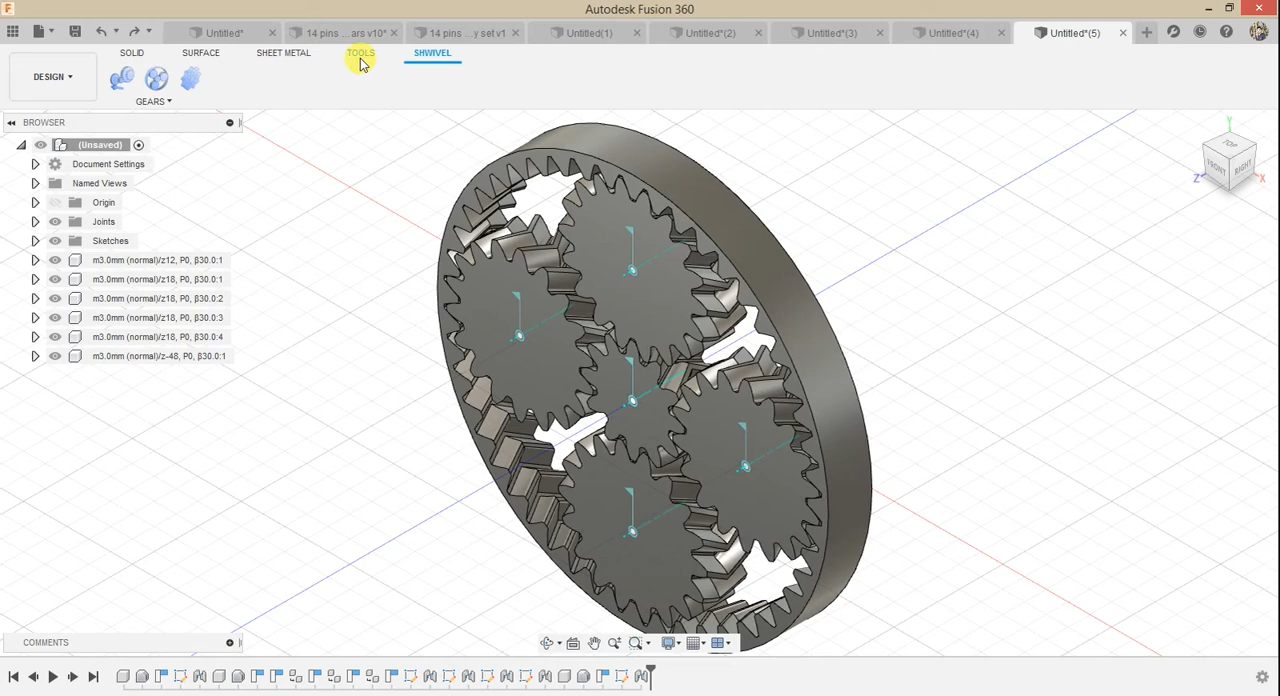 Autodesk Fusion 360
Untitled* 14 pins ...ars v10* 14 pins ...y set v1 Untitled(1) Untitled*(2) Untitled*(3) Untitled*(4) Untitled*(5)
SOLID SURFACE SHEET METAL TOOLS SHWIVEL
DESIGN
GEARS
BROWSER
(Unsaved)
Document Settings
Named Views
Origin
Joints
Sketches
m3.0mm (normal)/z12, P0, β30.0:1
m3.0mm (normal)/z18, P0, β30.0:1
m3.0mm (normal)/z18, P0, β30.0:2
m3.0mm (normal)/z18, P0, β30.0:3
m3.0mm (normal)/z18, P0, β30.0:4
m3.0mm (normal)/z-48, P0, β30.0:1
Y
TOP
FRONT RIGHT
Z X
COMMENTS